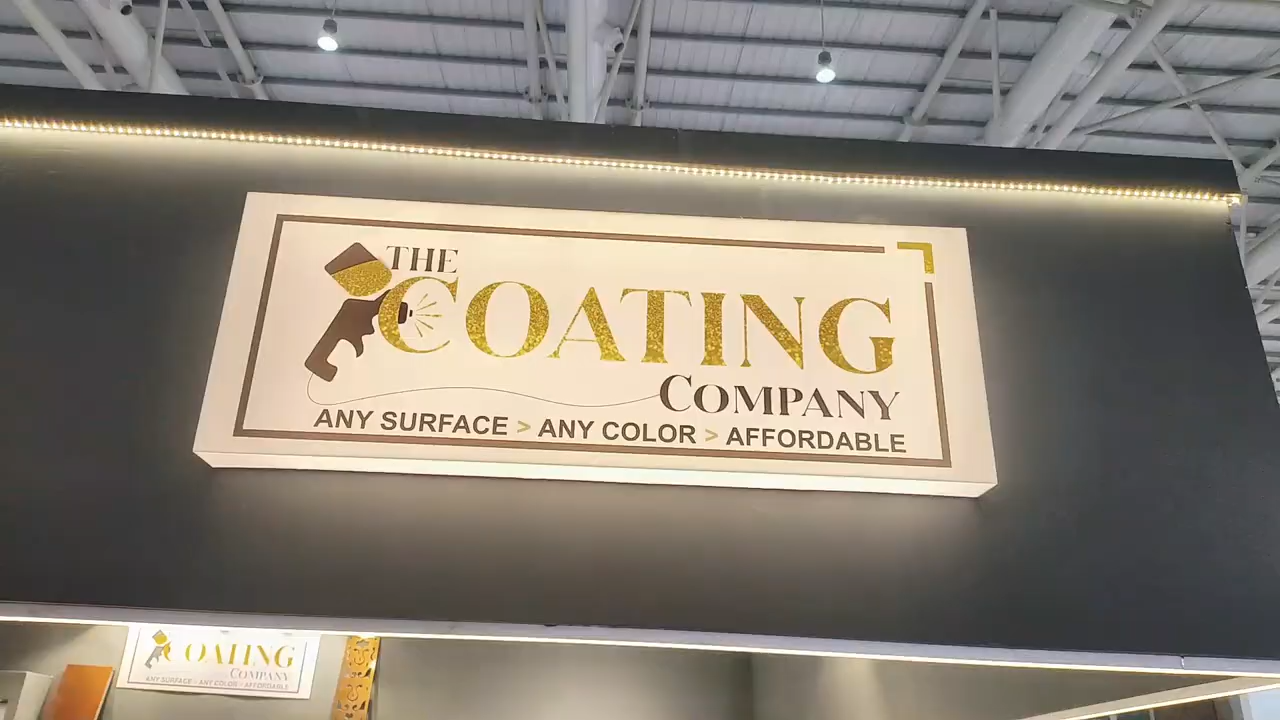 THE
COATING
COMPANY
ANY SURFACE > ANY COLOR > AFFORDABLE
COATING
COMPANY
ANY SURFACE > ANY COLOR > AFFORDABLE